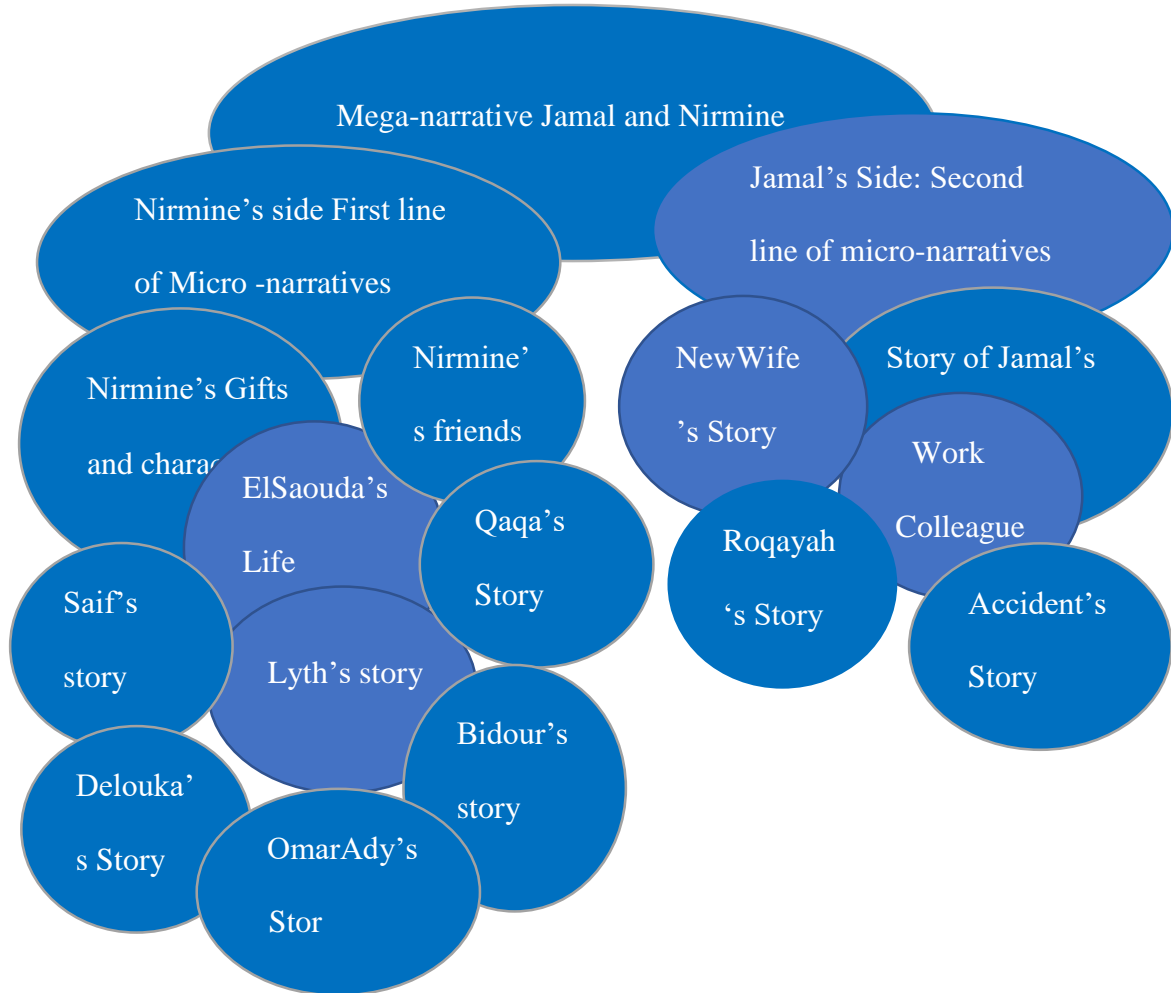 Mega-narrative Jamal and Nirmine
Nirmine’s side First line
of Micro -narratives
Jamal’s Side: Second
line of micro-narratives
Nirmine’s Gifts
and charac
Nirmine’
s friends
ElSaouda’s
Life
Qaqa’s
Story
Saif’s
story
Lyth’s story
Bidour’s
story
Delouka’
s Story
OmarAdy’s
Stor
NewWife
’s Story
Story of Jamal’s
Work
Colleague
Roqayah
‘s Story
Accident’s
Story